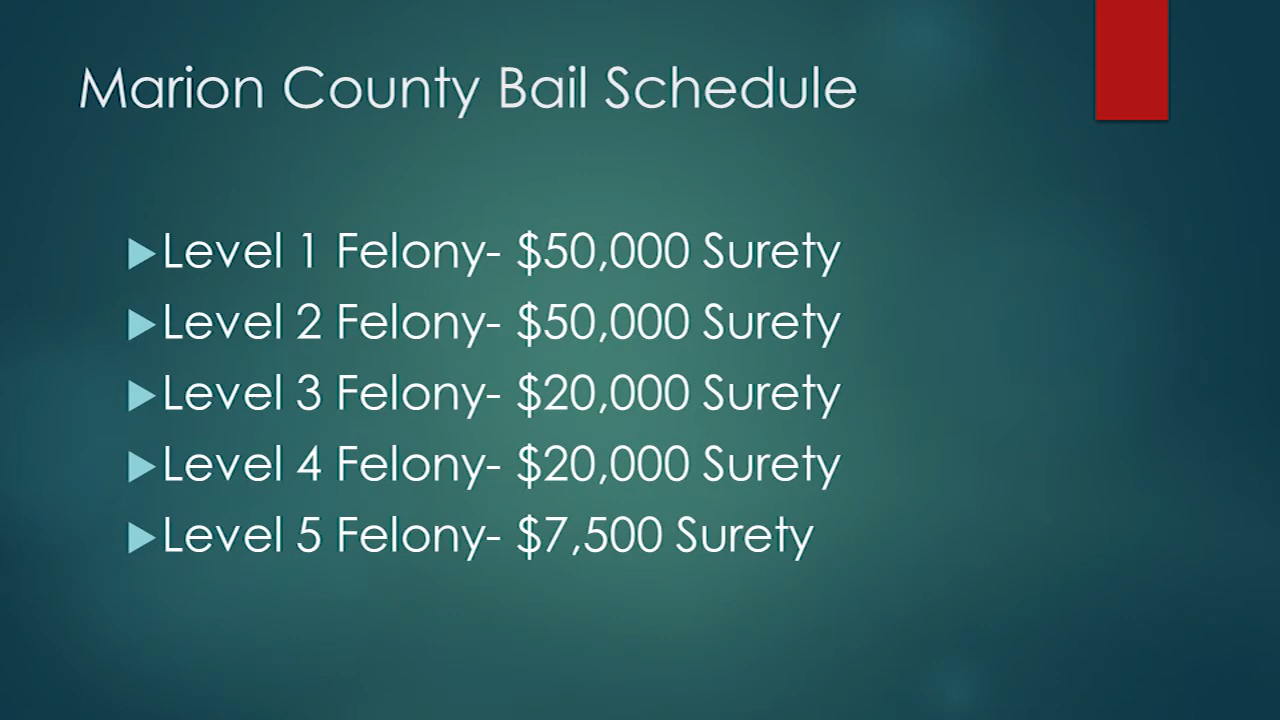 Marion County Bail Schedule
Level 1 Felony- $50,000 Surety
Level 2 Felony- $50,000 Surety
Level 3 Felony- $20,000 Surety
Level 4 Felony- $20,000 Surety
Level 5 Felony- $7,500 Surety